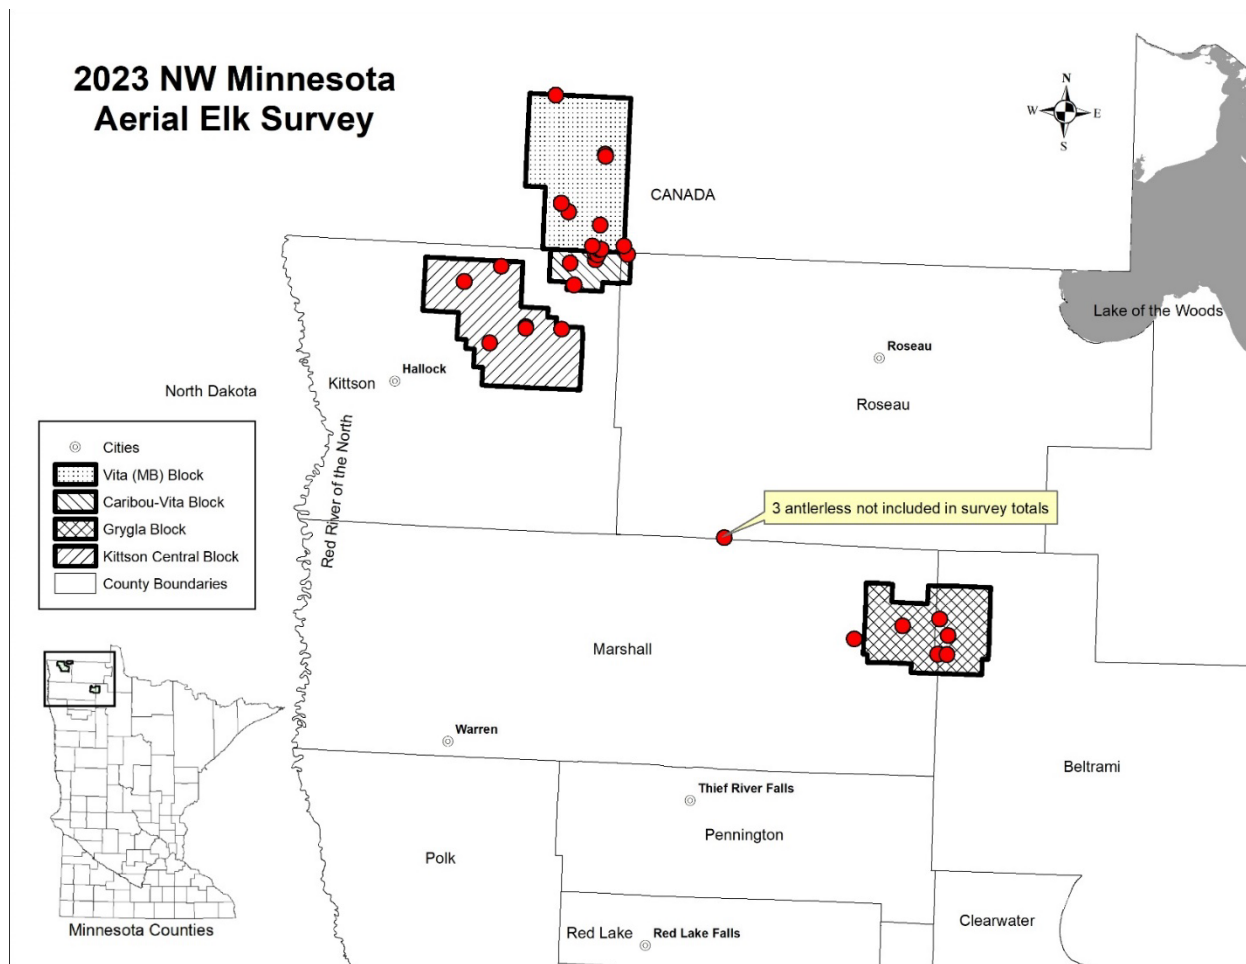 2023 NW Minnesota
Aerial Elk Survey
N
W
E
S
CANADA
Lake of the Woods
Roseau
Roseau
Hallock
Kittson
North Dakota
Red River of the North
Cities
Vita (MB) Block
Caribou-Vita Block
Grygla Block
Kittson Central Block
County Boundaries
3 antlerless not included in survey totals
Marshall
Warren
Beltrami
Thief River Falls
Pennington
Polk
Clearwater
Red Lake
Red Lake Falls
Minnesota Counties